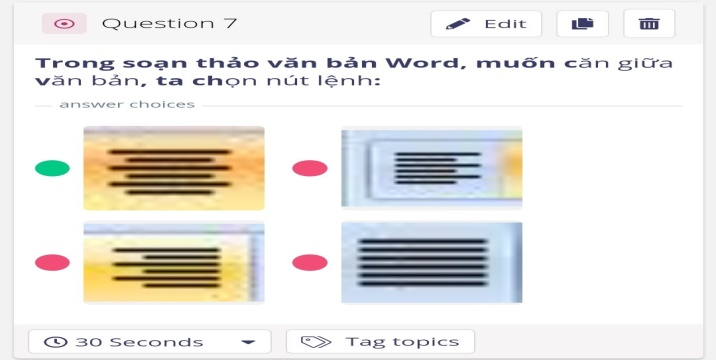 Question 7
Edit
Trong soạn thảo văn bản Word, muốn căn giữa
văn bản, ta chọn nút lệnh:
answer choices
30 Seconds
Tag topics